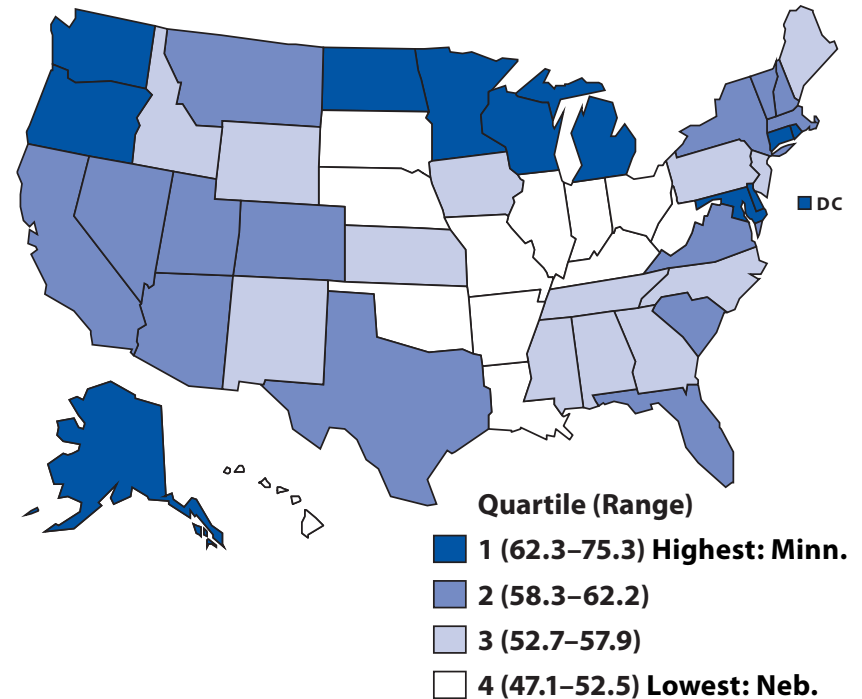 DC
Quartile (Range)
1 (62.3–75.3) Highest: Minn.
2 (58.3–62.2)
3 (52.7–57.9)
4 (47.1–52.5) Lowest: Neb.